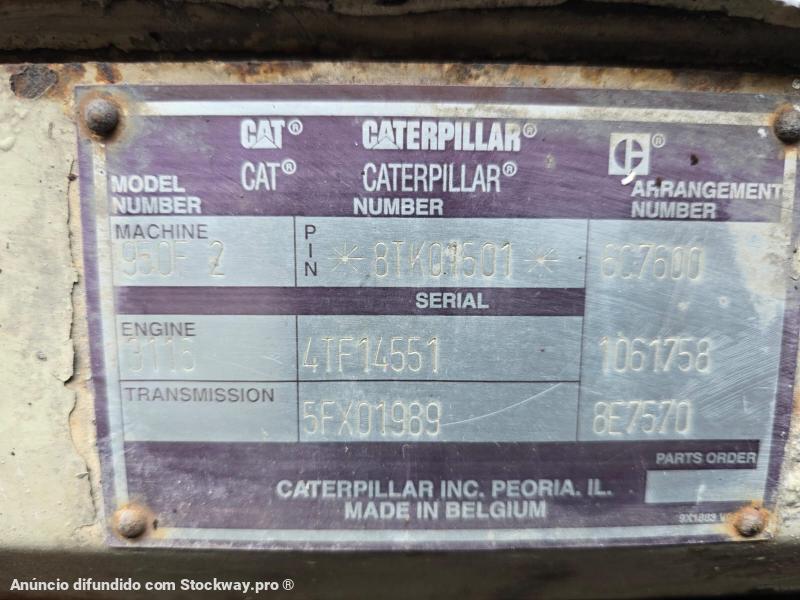 CAT® CATERPILLAR®
CAT® CATERPILLAR® ®
MODEL NUMBER NUMBER ARRANGEMENT NUMBER
MACHINE 950F 2 PIN *8TK01501* 6C7600
SERIAL
ENGINE 3116 4TF14551 1061758
TRANSMISSION 5FX01989 8E7570
PARTS ORDER
CATERPILLAR INC. PEORIA. IL.
MADE IN BELGIUM
Anúncio difundido com Stockway.pro ®